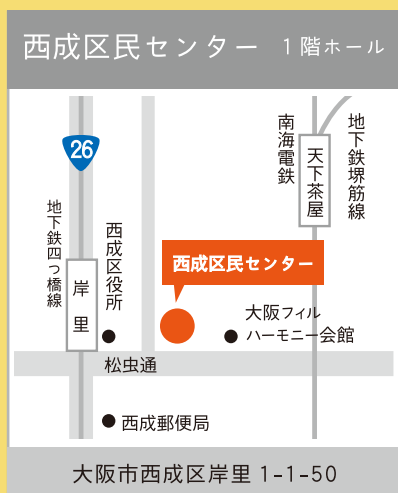 西成区民センター 1階ホール
26
南海電鉄
天下茶屋
地下鉄堺筋線
地下鉄四つ橋線
岸里
西成区役所
西成区民センター
大阪フィル
ハーモニー会館
松虫通
西成郵便局
大阪市西成区岸里 1-1-50